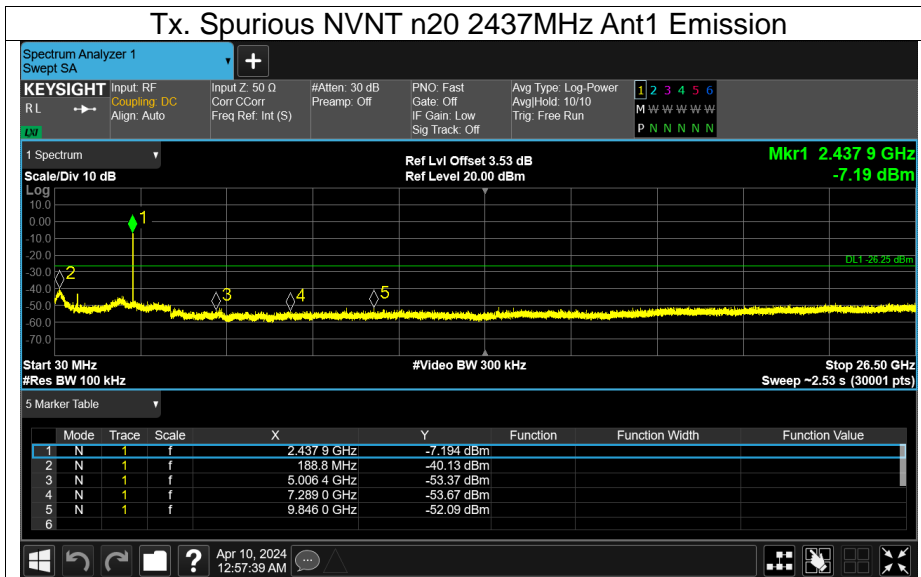 Tx. Spurious NVNT n20 2437MHz Ant1 Emission
Spectrum Analyzer 1
Swept SA
+
KEYSIGHT Input: RF Input Z: 50 Ω #Atten: 30 dB PNO: Fast Avg Type: Log-Power 1 2 3 4 5 6
RL Coupling: DC Corr CCorr Preamp: Off Gate: Off Avg|Hold: 10/10 M W W W W W
Align: Auto Freq Ref: Int (S) IF Gain: Low Trig: Free Run
LXI Sig Track: Off P N N N N N
1 Spectrum Ref Lvl Offset 3.53 dB Mkr1 2.437 9 GHz
Scale/Div 10 dB Ref Level 20.00 dBm -7.19 dBm
Log
10.0
0.00 1
-10.0
-20.0
DL1 -26.25 dBm
-30.0 2
-40.0
3 4 5
-50.0
-60.0
-70.0
Start 30 MHz #Video BW 300 kHz Stop 26.50 GHz
#Res BW 100 kHz Sweep ~2.53 s (30001 pts)
5 Marker Table
Mode Trace Scale X Y Function Function Width Function Value
1 N 1 f 2.437 9 GHz -7.194 dBm
2 N 1 f 188.8 MHz -40.13 dBm
3 N 1 f 5.006 4 GHz -53.37 dBm
4 N 1 f 7.289 0 GHz -53.67 dBm
5 N 1 f 9.846 0 GHz -52.09 dBm
6
? Apr 10, 2024
12:57:39 AM